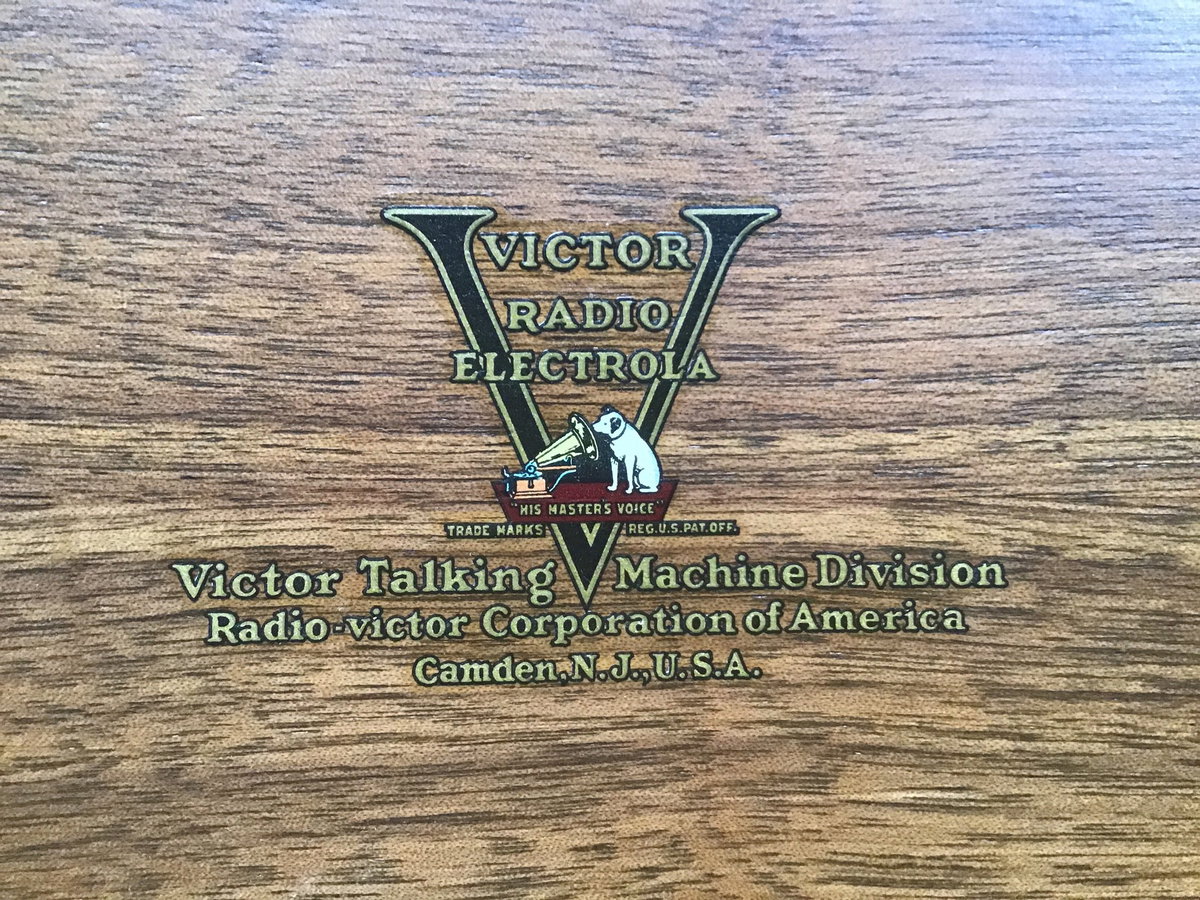 VICTOR
RADIO
ELECTROLA
"HIS MASTER'S VOICE"
TRADE MARKS REG.U.S.PAT.OFF.
Victor Talking Machine Division
Radio-victor Corporation of America
Camden, N.J., U.S.A.